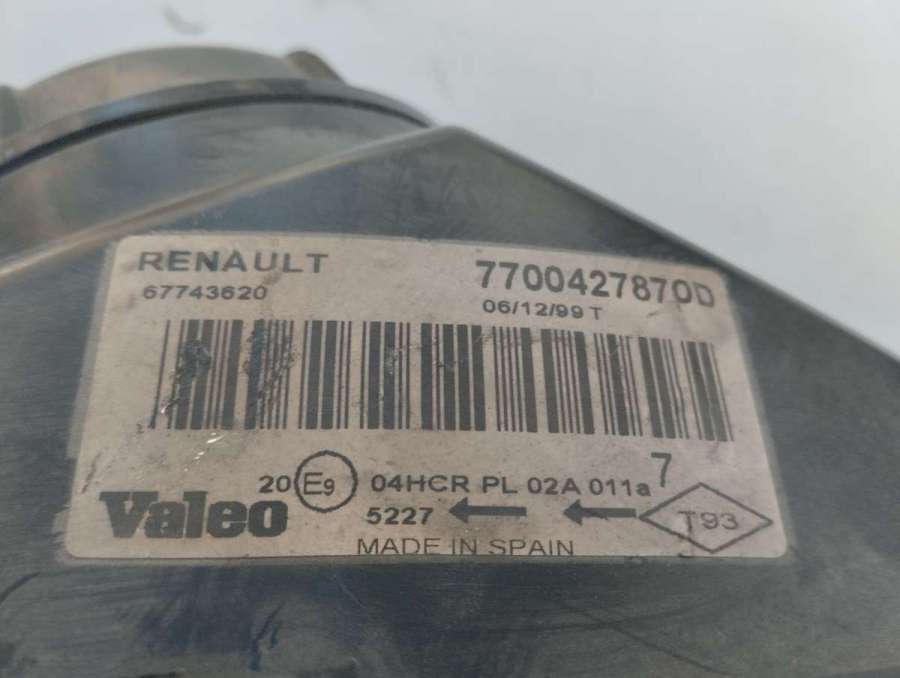 RENAULT 7700427870D
67743620 06/12/99 T
7
20 E9 04HCR PL 02A 011a
Valeo 5227 T93
MADE IN SPAIN